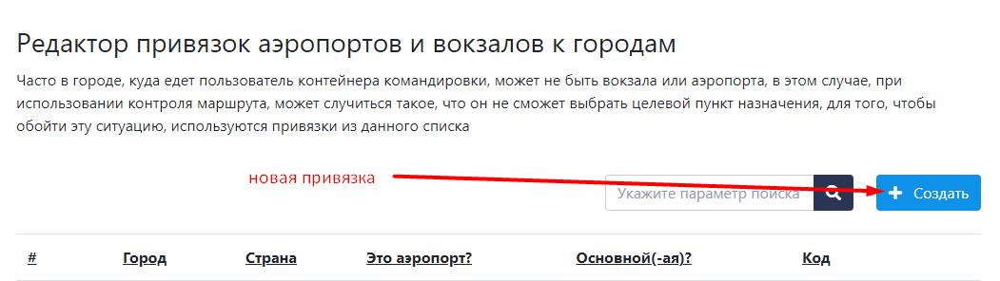 Редактор привязок аэропортов и вокзалов к городам
Часто в городе, куда едет пользователь контейнера командировки, может не быть вокзала или аэропорта, в этом случае, при
использовании контроля маршрута, может случиться такое, что он не сможет выбрать целевой пункт назначения, для того, чтобы
обойти эту ситуацию, используются привязки из данного списка
новая привязка
Укажите параметр поиска
Создать
# Город Страна Это аэропорт? Основной(-ая)? Код